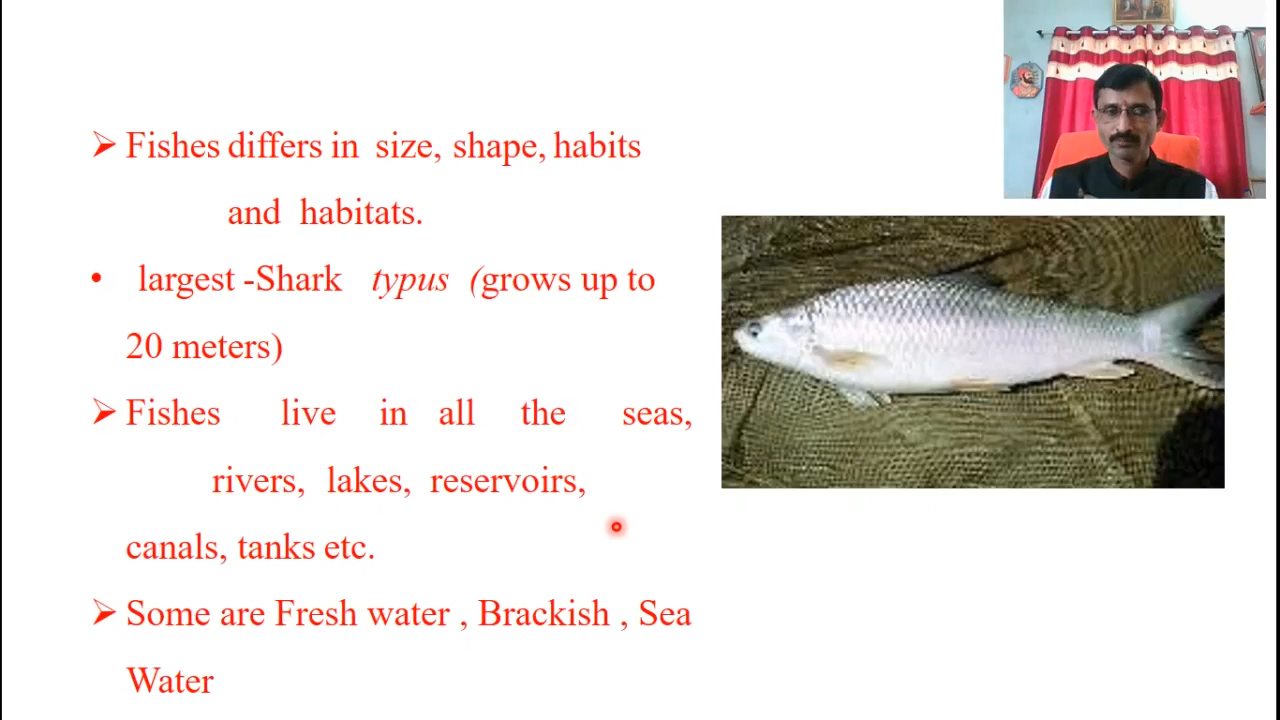 ➢ Fishes differs in size, shape, habits
and habitats.
• largest -Shark typus (grows up to
20 meters)
➢ Fishes live in all the seas,
rivers, lakes, reservoirs,
canals, tanks etc.
➢ Some are Fresh water , Brackish , Sea
Water